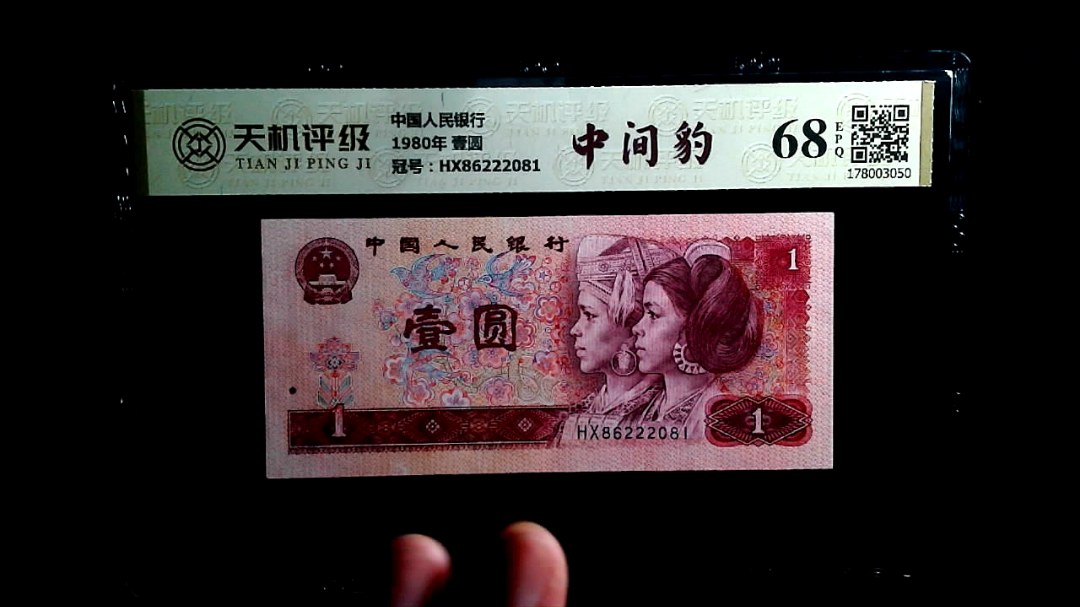 天机评级
TIAN JI PING JI
中国人民银行
1980年 壹圆
冠号：HX86222081
中间豹
68
EPQ
178003050
中国人民银行
1
壹圆
1
HX86222081
1